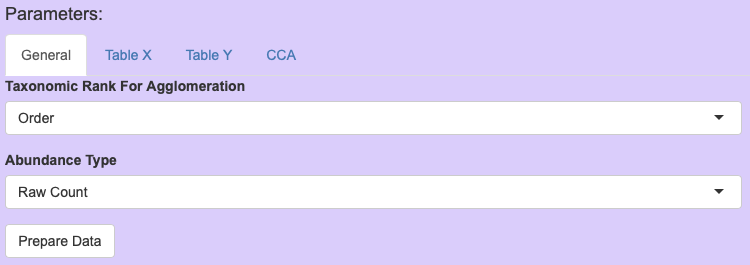 Parameters:
General Table X Table Y CCA
Taxonomic Rank For Agglomeration
Order
Abundance Type
Raw Count
Prepare Data